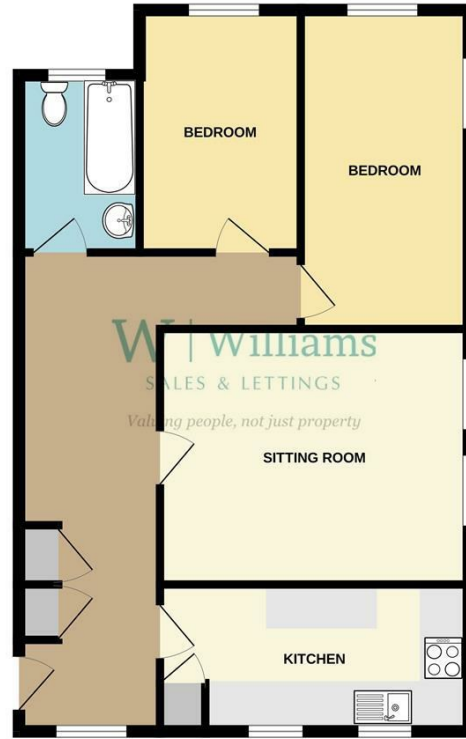 BEDROOM
BEDROOM
W | Williams
SALES & LETTINGS
Valuing people, not just property
SITTING ROOM
KITCHEN